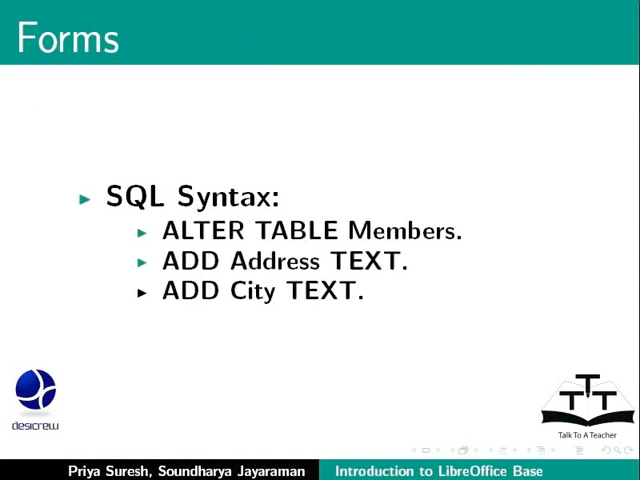 Forms
SQL Syntax:
ALTER TABLE Members.
ADD Address TEXT.
ADD City TEXT.
desicrew
T T T
Talk To A Teacher
Priya Suresh, Soundharya Jayaraman Introduction to LibreOffice Base